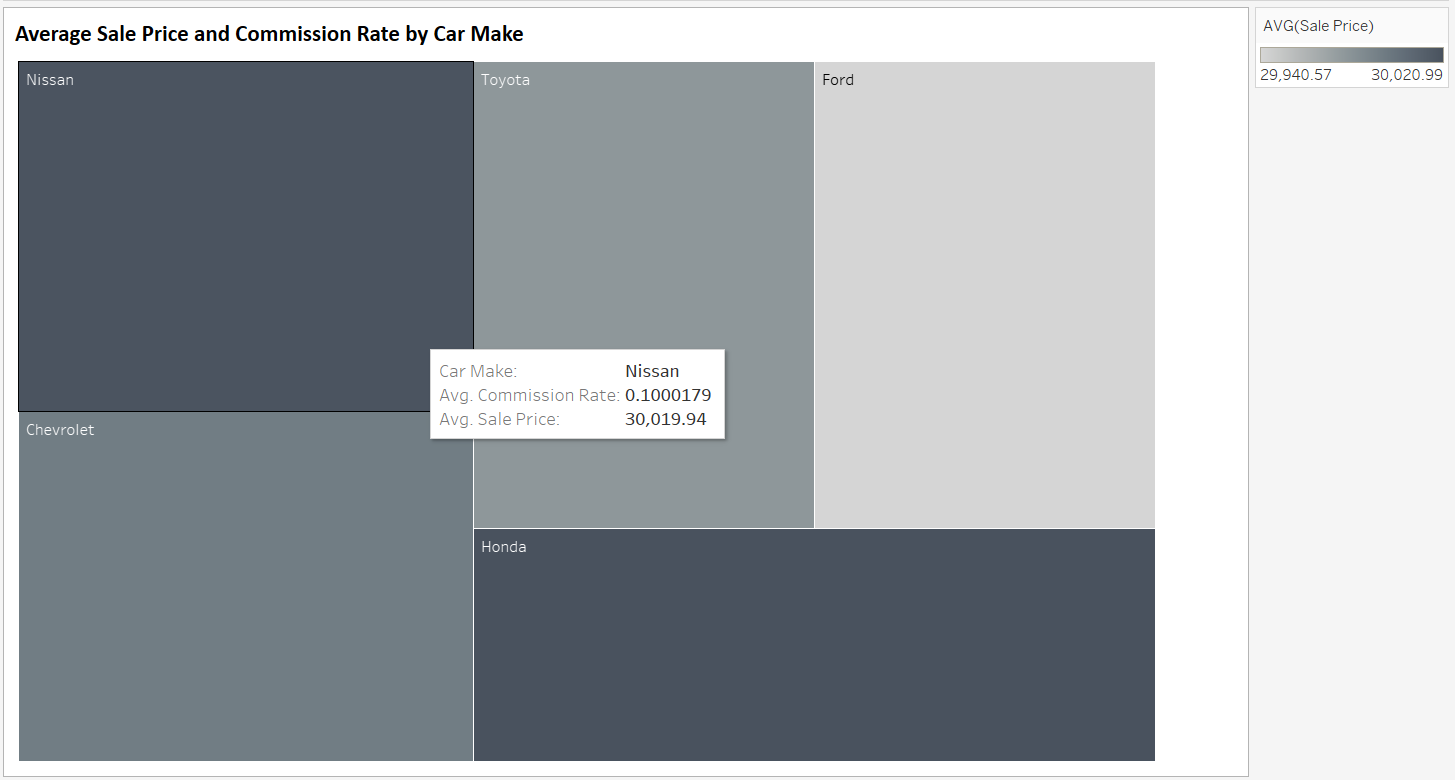 Average Sale Price and Commission Rate by Car Make
AVG(Sale Price)
29,940.57 30,020.99
Nissan
Toyota
Ford
Car Make: Nissan
Avg. Commission Rate: 0.1000179
Avg. Sale Price: 30,019.94
Chevrolet
Honda